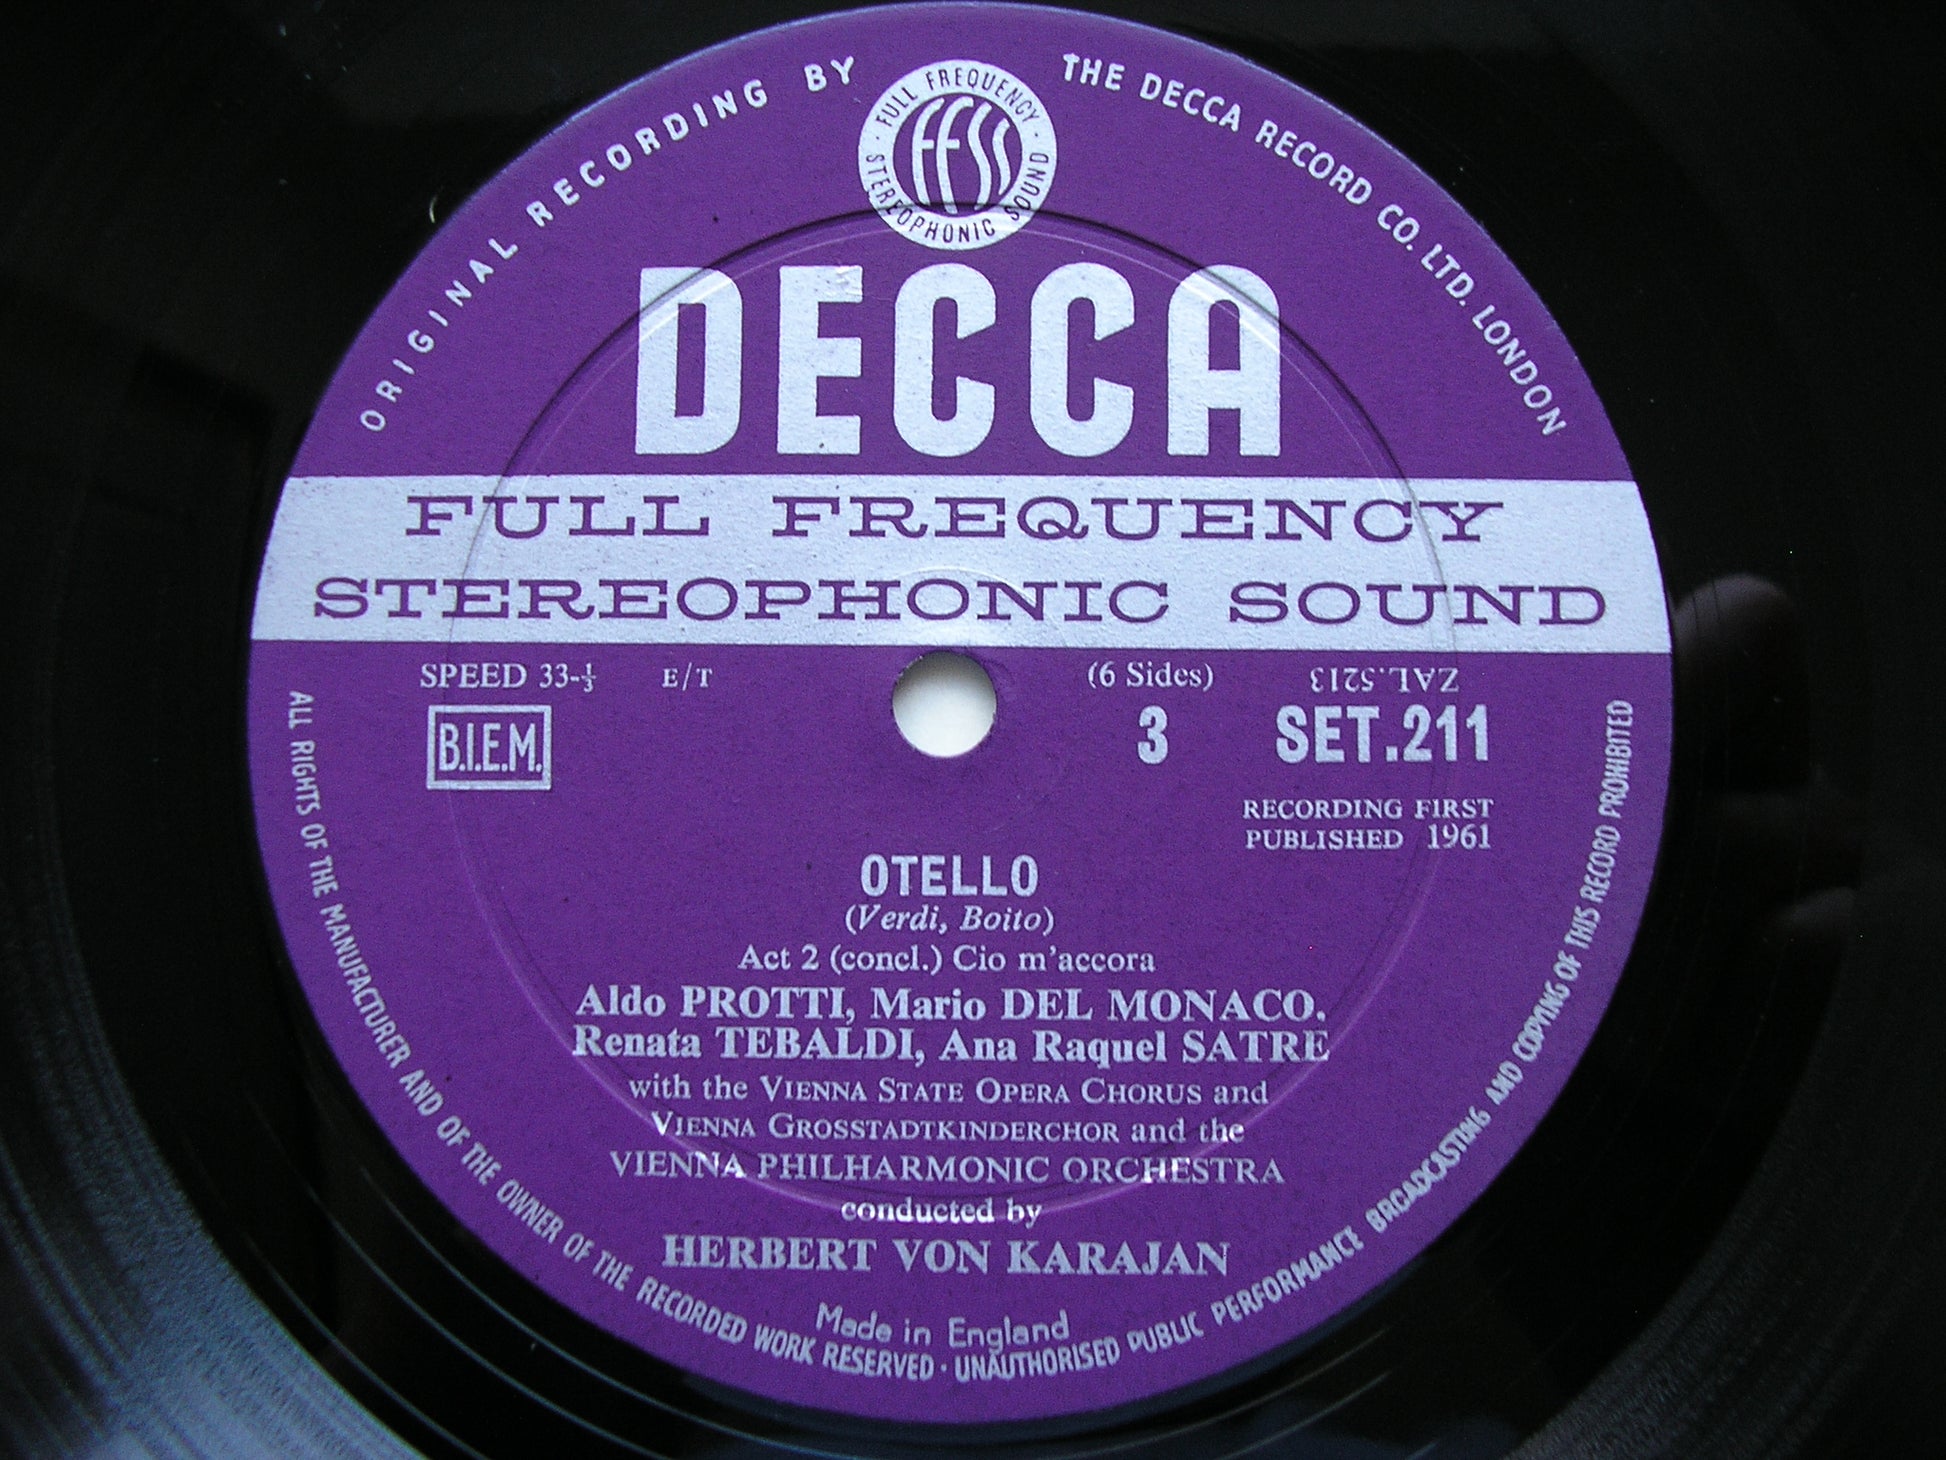 ORIGINAL RECORDING BY
THE DECCA RECORD CO. LTD. LONDON
· FULL FREQUENCY ·
STEREOPHONIC SOUND
FFSS
DECCA
FULL FREQUENCY
STEREOPHONIC SOUND
SPEED 33-⅓ E/T (6 Sides) ZAL.5213
B.I.E.M. 3 SET.211
RECORDING FIRST
PUBLISHED 1961
OTELLO
(Verdi, Boito)
Act 2 (concl.) Cio m'accora
Aldo PROTTI, Mario DEL MONACO.
Renata TEBALDI, Ana Raquel SATRE
with the VIENNA STATE OPERA CHORUS and
VIENNA GROSSTADTKINDERCHOR and the
VIENNA PHILHARMONIC ORCHESTRA
conducted by
HERBERT VON KARAJAN
Made in England
ALL RIGHTS OF THE MANUFACTURER AND OF THE OWNER OF THE RECORDED WORK RESERVED · UNAUTHORISED PUBLIC PERFORMANCE BROADCASTING AND COPYING OF THIS RECORD PROHIBITED